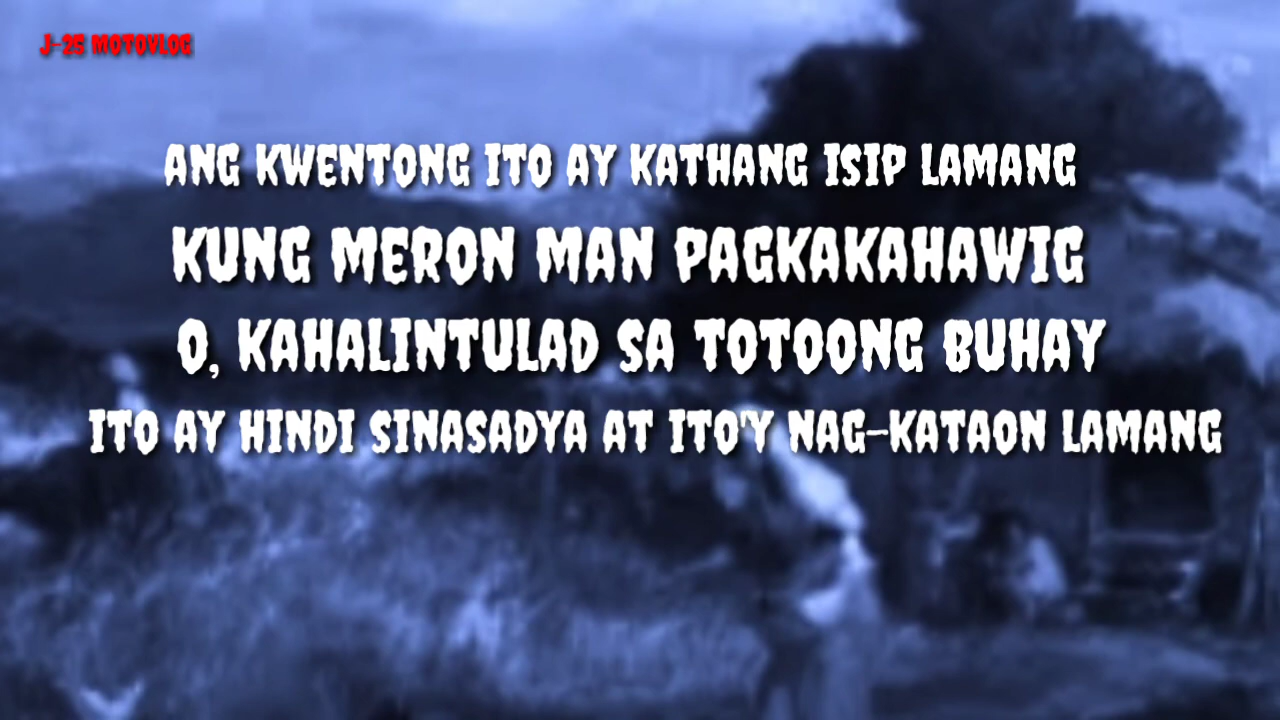 J-25 MOTOVLOG
ANG KWENTONG ITO AY KATHANG ISIP LAMANG
KUNG MERON MAN PAGKAKAHAWIG
O, KAHALINTULAD SA TOTOONG BUHAY
ITO AY HINDI SINASADYA AT ITO'Y NAG-KATAON LAMANG